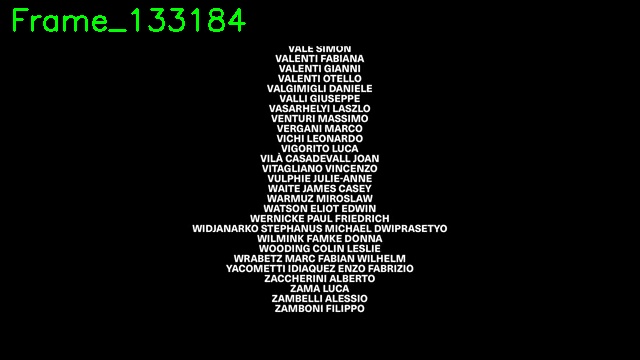 Frame_133184
VALE SIMON
VALENTI FABIANA
VALENTI GIANNI
VALENTI OTELLO
VALGIMIGLI DANIELE
VALLI GIUSEPPE
VASARHELYI LASZLO
VENTURI MASSIMO
VERGANI MARCO
VICHI LEONARDO
VIGORITO LUCA
VILÀ CASADEVALL JOAN
VITAGLIANO VINCENZO
VULPHIE JULIE-ANNE
WAITE JAMES CASEY
WARMUZ MIROSLAW
WATSON ELIOT EDWIN
WERNICKE PAUL FRIEDRICH
WIDJANARKO STEPHANUS MICHAEL DWIPRASETYO
WILMINK FAMKE DONNA
WOODING COLIN LESLIE
WRABETZ MARC FABIAN WILHELM
YACOMETTI IDIAQUEZ ENZO FABRIZIO
ZACCHERINI ALBERTO
ZAMA LUCA
ZAMBELLI ALESSIO
ZAMBONI FILIPPO